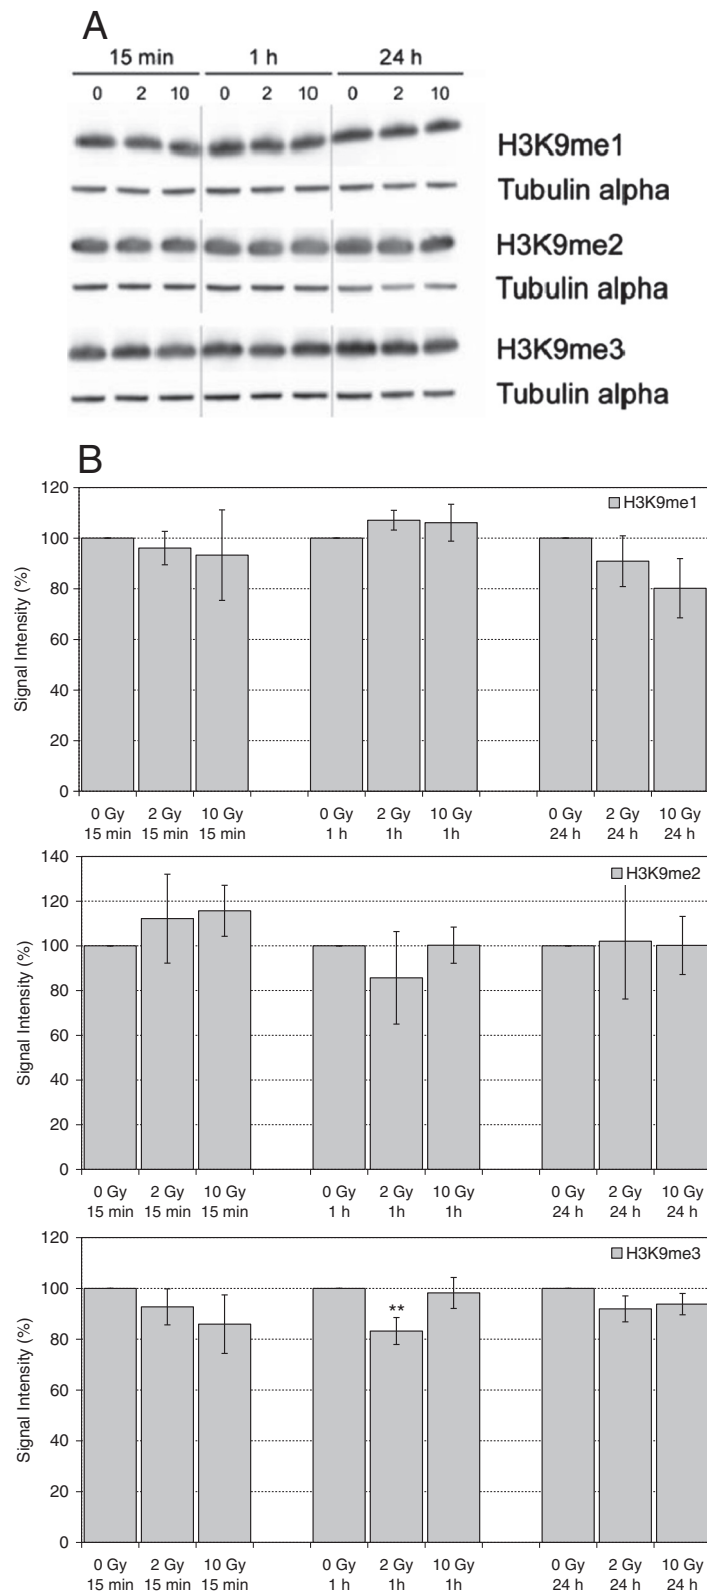 A
15 min 1 h 24 h
0 2 10 0 2 10 0 2 10
H3K9me1
Tubulin alpha
H3K9me2
Tubulin alpha
H3K9me3
Tubulin alpha
B
120
100
80
60
40
20
0
Signal Intensity (%)
H3K9me1
0 Gy 2 Gy 10 Gy 0 Gy 2 Gy 10 Gy 0 Gy 2 Gy 10 Gy
15 min 15 min 15 min 1 h 1h 1h 24 h 24 h 24 h
140
120
100
80
60
40
20
0
Signal Intensity (%)
H3K9me2
0 Gy 2 Gy 10 Gy 0 Gy 2 Gy 10 Gy 0 Gy 2 Gy 10 Gy
15 min 15 min 15 min 1 h 1h 1h 24 h 24 h 24 h
120
100
80
60
40
20
0
Signal Intensity (%)
H3K9me3
**
0 Gy 2 Gy 10 Gy 0 Gy 2 Gy 10 Gy 0 Gy 2 Gy 10 Gy
15 min 15 min 15 min 1 h 1h 1h 24 h 24 h 24 h